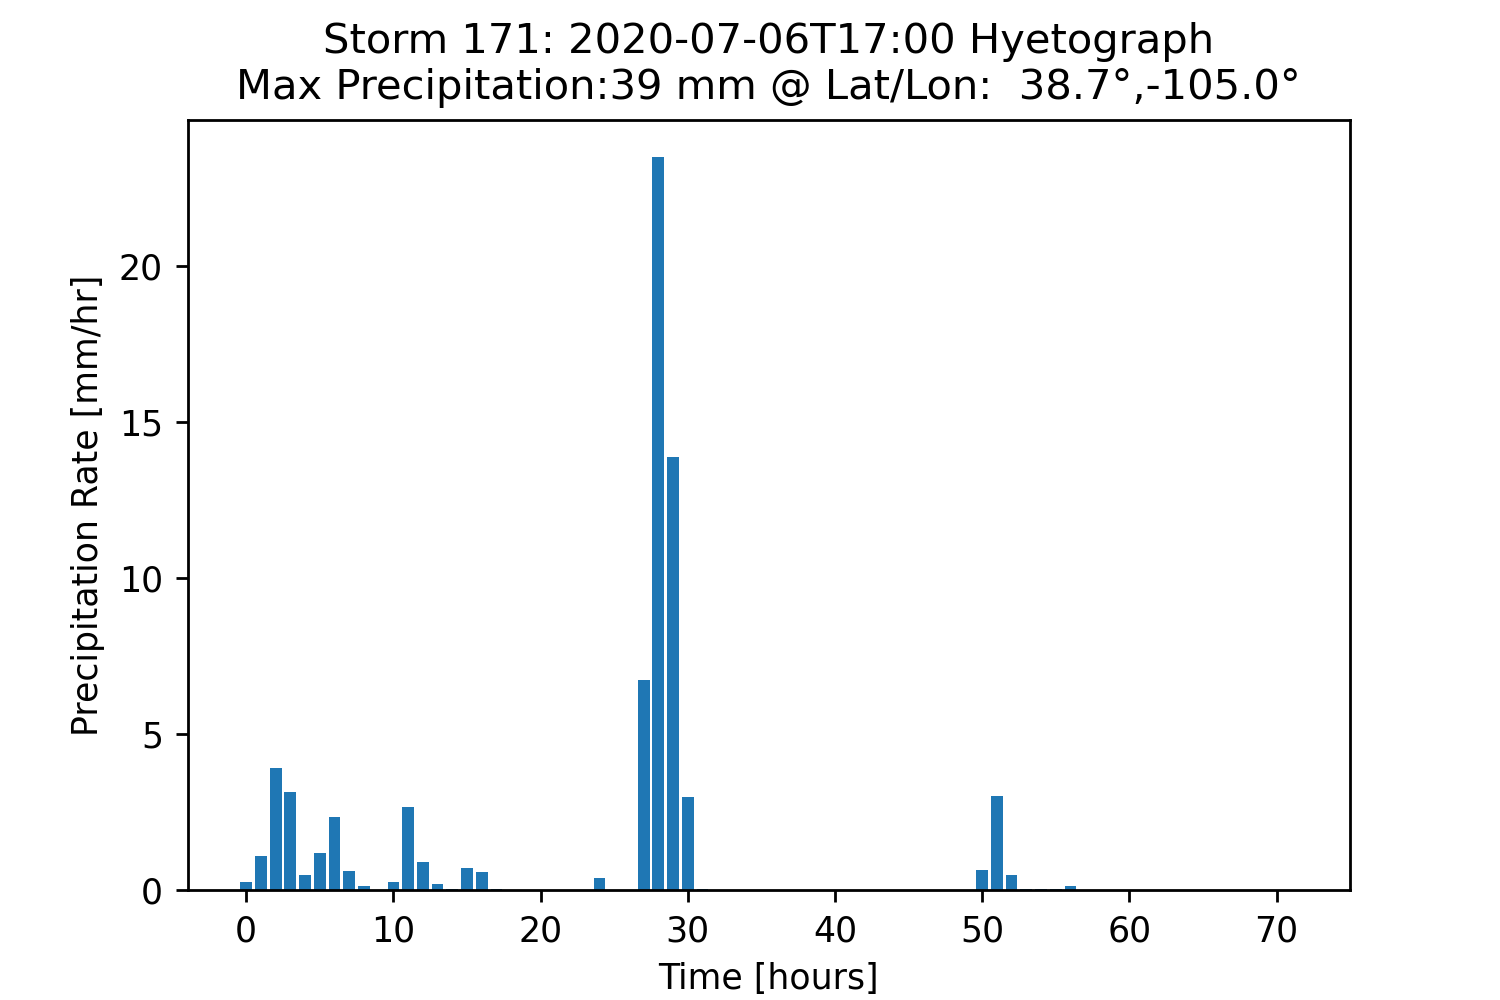 Storm 171: 2020-07-06T17:00 Hyetograph
Max Precipitation:39 mm @ Lat/Lon:  38.7°,-105.0°
Precipitation Rate [mm/hr]
20
15
10
5
0
0 10 20 30 40 50 60 70
Time [hours]